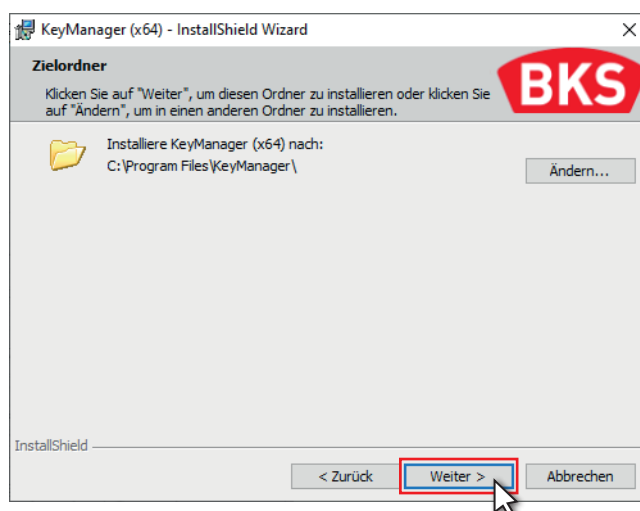 KeyManager (x64) - InstallShield Wizard
Zielordner
Klicken Sie auf "Weiter", um diesen Ordner zu installieren oder klicken Sie
auf "Ändern", um in einen anderen Ordner zu installieren.
BKS
Installiere KeyManager (x64) nach:
C:\Program Files\KeyManager\
Ändern...
InstallShield
< Zurück
Weiter >
Abbrechen